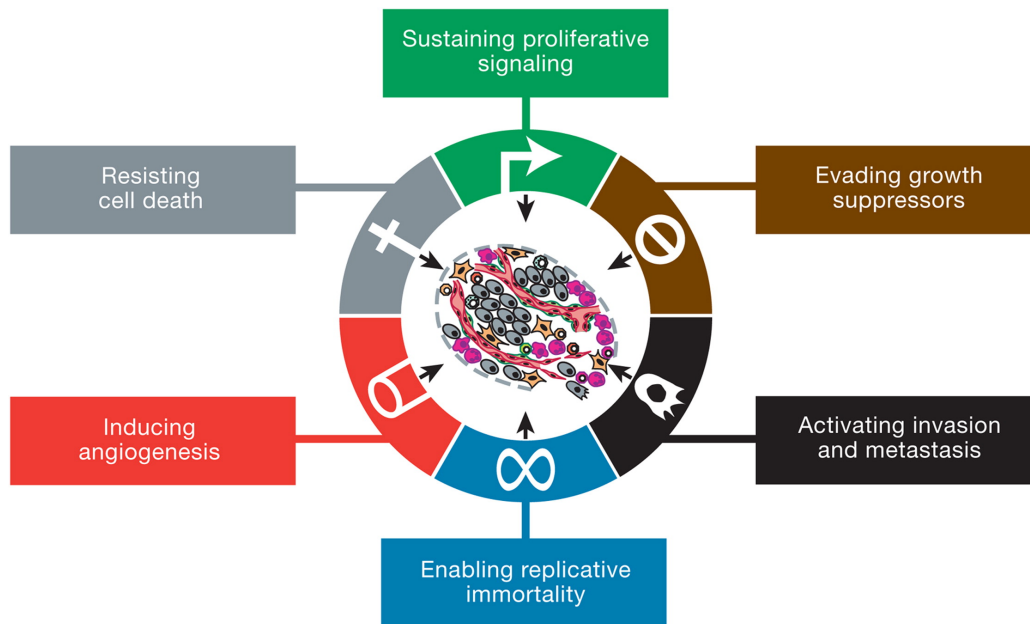 Sustaining proliferative
signaling
Resisting
cell death
Evading growth
suppressors
Inducing
angiogenesis
Activating invasion
and metastasis
Enabling replicative
immortality